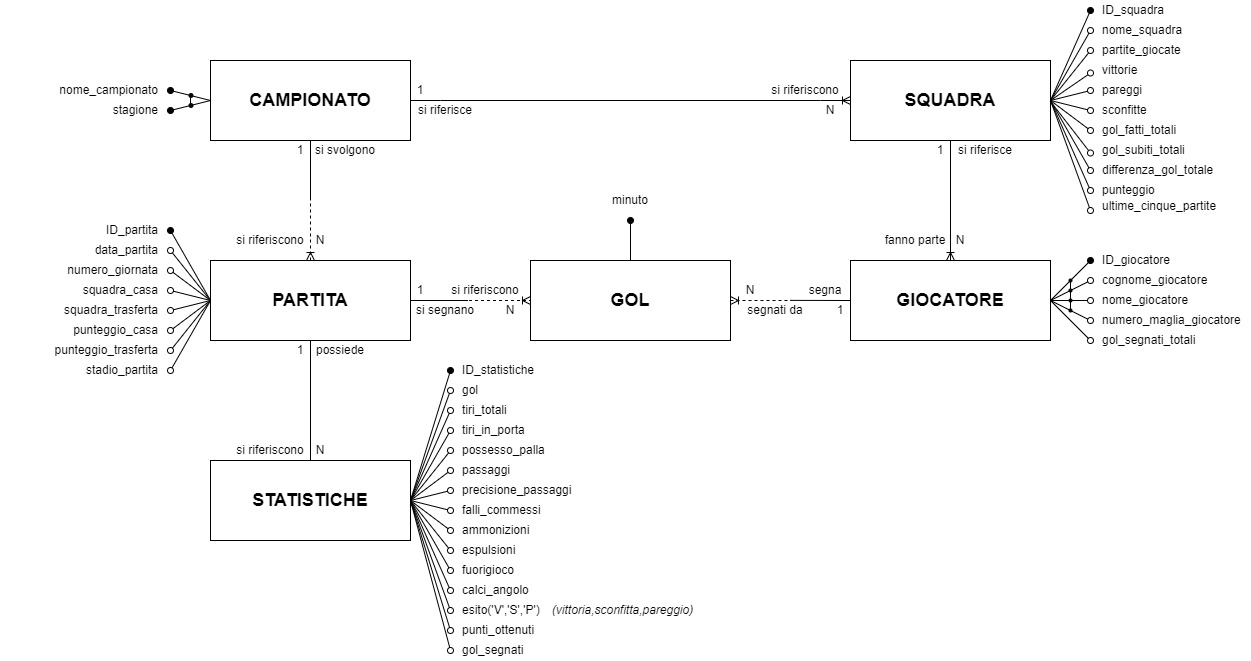 nome_campionato
stagione
CAMPIONATO
1
si riferisce
si riferiscono
N
SQUADRA
ID_squadra
nome_squadra
partite_giocate
vittorie
pareggi
sconfitte
gol_fatti_totali
gol_subiti_totali
differenza_gol_totale
punteggio
ultime_cinque_partite
1 si svolgono
si riferiscono N
1 si riferisce
fanno parte N
ID_partita
data_partita
numero_giornata
squadra_casa
squadra_trasferta
punteggio_casa
punteggio_trasferta
stadio_partita
PARTITA
1 si riferiscono
si segnano N
minuto
GOL
N segna
segnati da 1
GIOCATORE
ID_giocatore
cognome_giocatore
nome_giocatore
numero_maglia_giocatore
gol_segnati_totali
1 possiede
si riferiscono N
STATISTICHE
ID_statistiche
gol
tiri_totali
tiri_in_porta
possesso_palla
passaggi
precisione_passaggi
falli_commessi
ammonizioni
espulsioni
fuorigioco
calci_angolo
esito('V','S','P') (vittoria,sconfitta,pareggio)
punti_ottenuti
gol_segnati